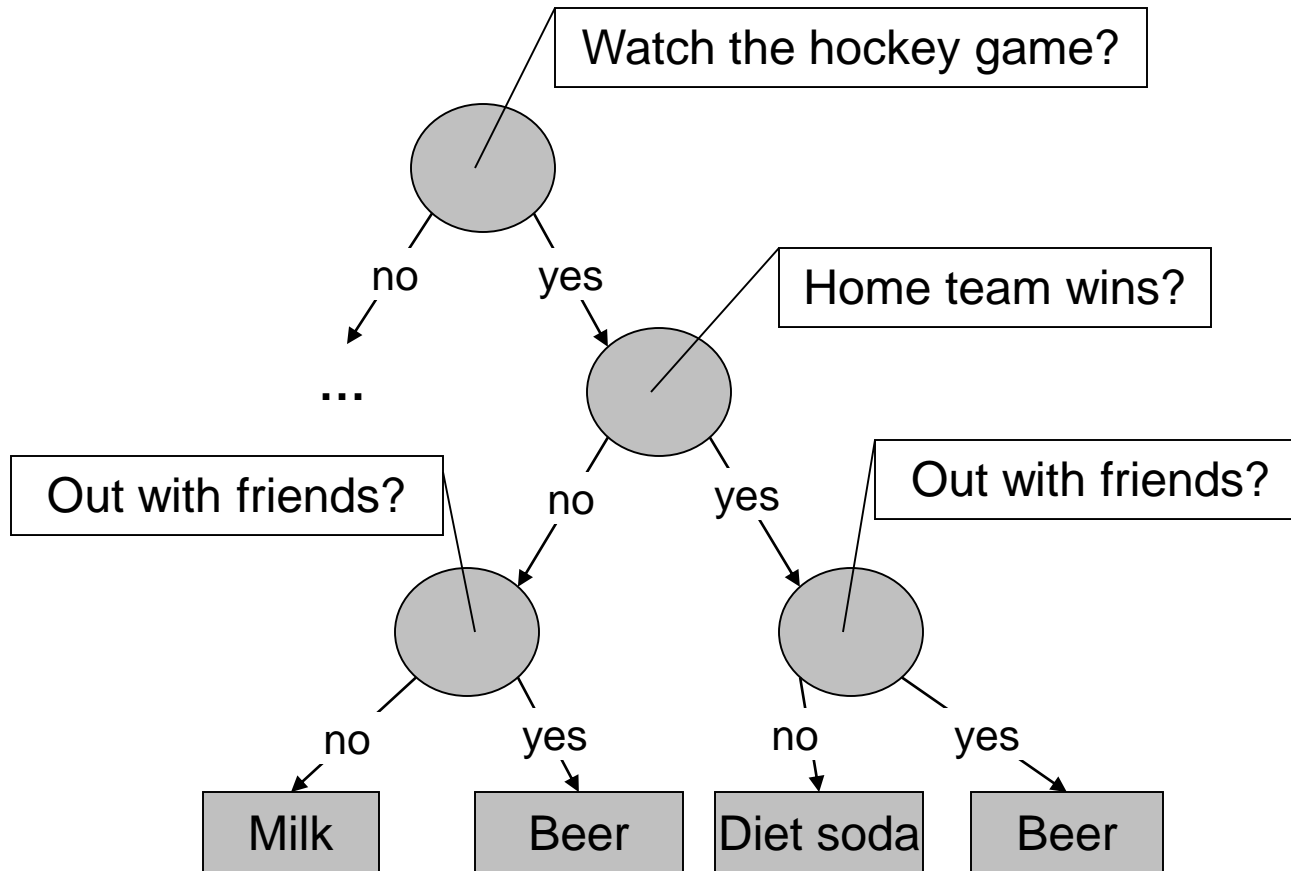 Watch the hockey game?
no
yes
Home team wins?
...
Out with friends?
no
yes
Out with friends?
no
yes
no
yes
Milk
Beer
Diet soda
Beer